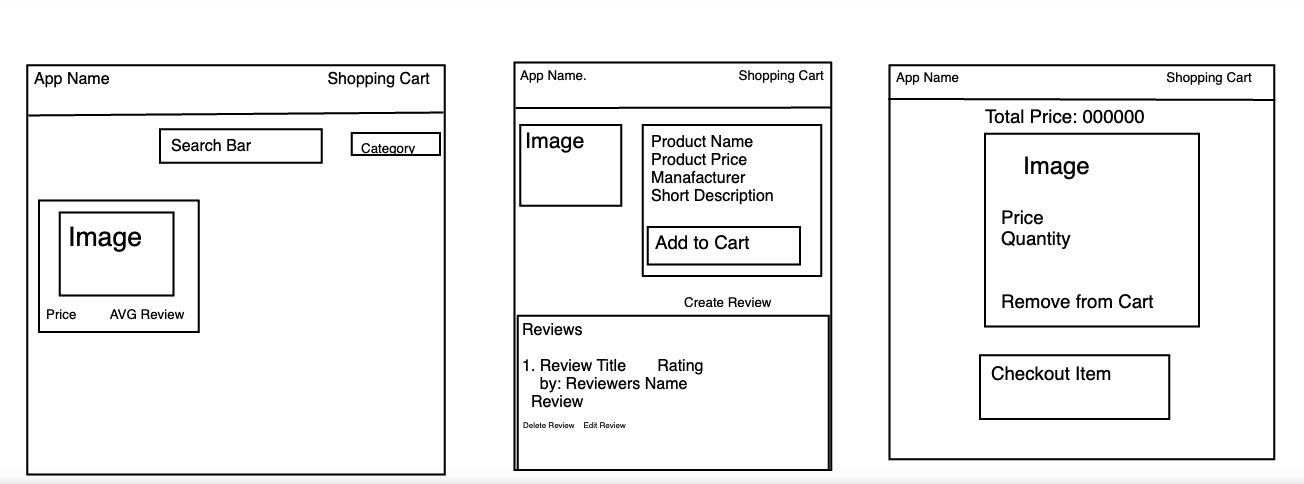 App Name
Shopping Cart
Search Bar
Category
Image
Price
AVG Review
App Name.
Shopping Cart
Image
Product Name
Product Price
Manafacturer
Short Description
Add to Cart
Create Review
Reviews
1. Review Title Rating
by: Reviewers Name
Review
Delete Review Edit Review
App Name
Shopping Cart
Total Price: 000000
Image
Price
Quantity
Remove from Cart
Checkout Item